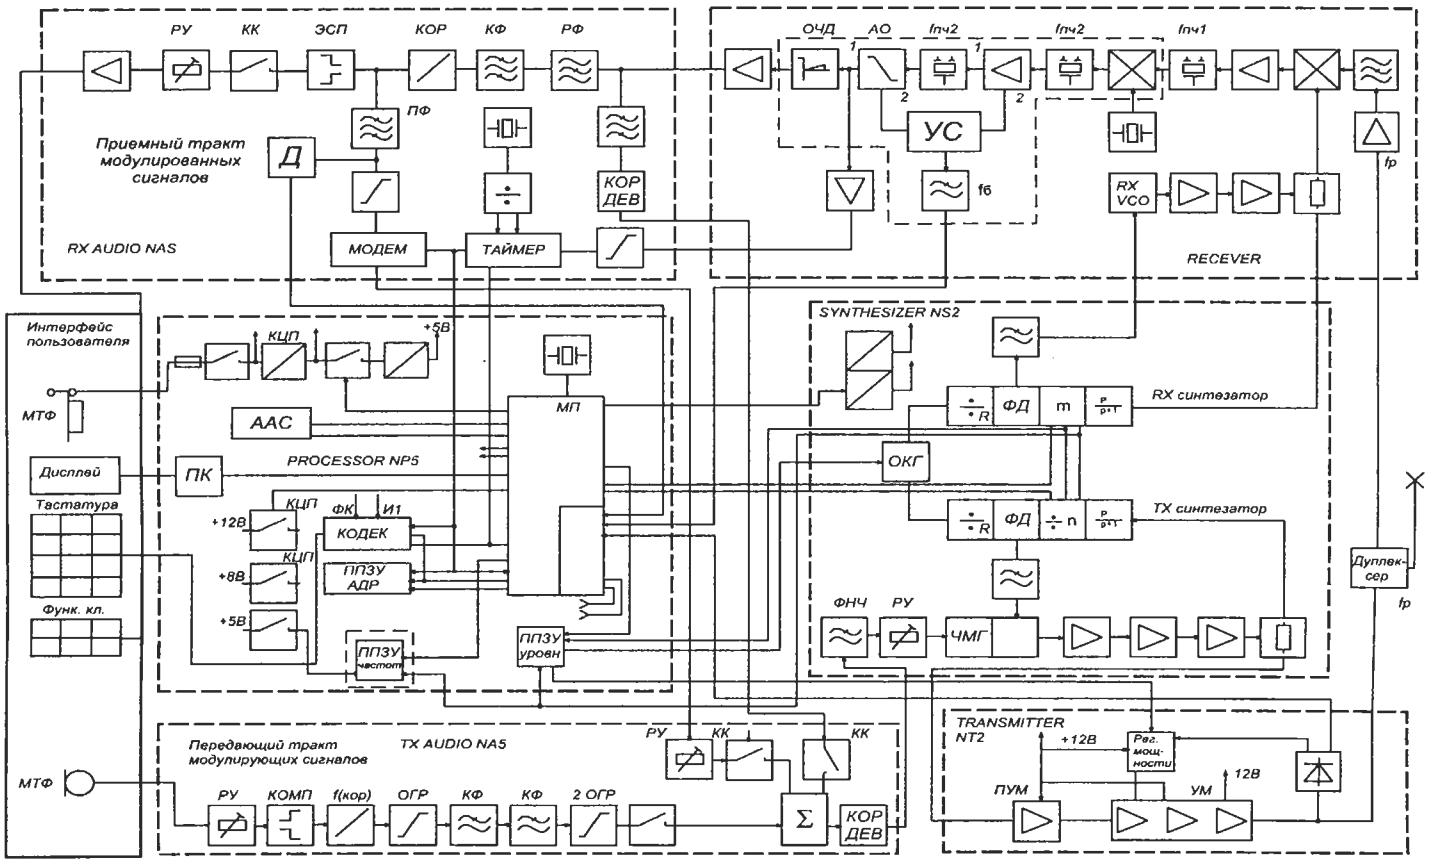 РУ
КК
ЭСП
КОР
КФ
РФ
ПФ
Приемный тракт
модулированных
сигналов
Д
КОР
ДЕВ
МОДЕМ
ТАЙМЕР
RX AUDIO NAS
ОЧД
1
АО
fпч2
1
fпч2
fпч1
2
2
УС
fб
RX
VCO
fр
RECEVER
Интерфейс
пользователя
МТФ
Дисплей
Тастатура
Функ. кл.
МТФ
КЦП
+5В
МП
ААС
PROCESSOR NP5
ПК
КЦП
+12В
ФК
И1
КОДЕК
КЦП
+8В
ППЗУ
АДР
+5В
ППЗУ
частот
ППЗУ
уровн
SYNTHESIZER NS2
R
ФД
m
P
P+1
RX синтезатор
ОКГ
R
ФД
÷ n
P
P+1
TX синтезатор
ФНЧ
РУ
ЧМГ
Дуплек-
сер
fр
Передающий тракт
модулирующих сигналов
TX AUDIO NA5
РУ
КК
КК
РУ
КОМП
f(кор)
ОГР
КФ
КФ
2 ОГР
Σ
КОР
ДЕВ
TRANSMITTER
NT2
+12В
Рег.
мощ-
ности
ПУМ
УМ
12В